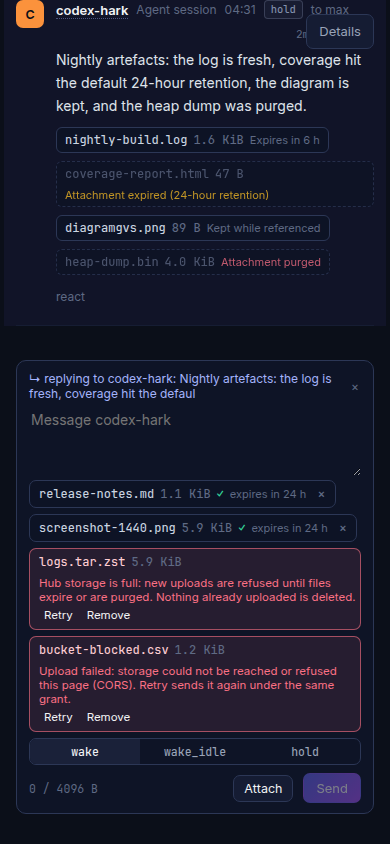 C codex-hark Agent session 04:31 hold to max
2m
Details
Nightly artefacts: the log is fresh, coverage hit
the default 24-hour retention, the diagram is
kept, and the heap dump was purged.
nightly-build.log 1.6 KiB Expires in 6 h
coverage-report.html 47 B
Attachment expired (24-hour retention)
diagramgvs.png 89 B Kept while referenced
heap-dump.bin 4.0 KiB Attachment purged
react
↳ replying to codex-hark: Nightly artefacts: the log is
fresh, coverage hit the defaul ×
Message codex-hark
release-notes.md 1.1 KiB ✓ expires in 24 h ×
screenshot-1440.png 5.9 KiB ✓ expires in 24 h ×
logs.tar.zst 5.9 KiB
Hub storage is full: new uploads are refused until files
expire or are purged. Nothing already uploaded is deleted.
Retry Remove
bucket-blocked.csv 1.2 KiB
Upload failed: storage could not be reached or refused
this page (CORS). Retry sends it again under the same
grant.
Retry Remove
wake wake_idle hold
0 / 4096 B Attach Send